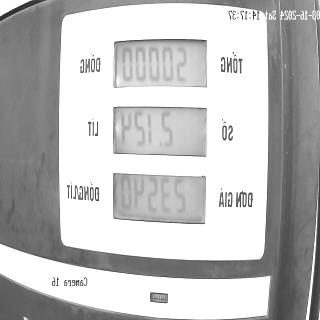 16-2024 Sat 14:17:37
TỔNG 50000 ĐỒNG
SỐ 2.124 LÍT
ĐƠN GIÁ 23540 ĐỒNG/LÍT
Camera 16